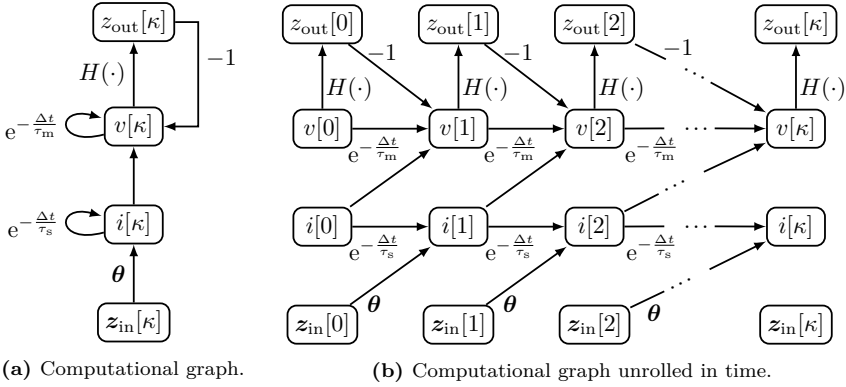 z_out[κ]
H(·)
−1
e^{−Δt/τ_m}
v[κ]
e^{−Δt/τ_s}
i[κ]
θ
z_in[κ]
(a) Computational graph.
z_out[0] z_out[1] z_out[2] z_out[κ]
−1 −1 −1
H(·) H(·) H(·) ... H(·)
v[0] v[1] v[2] ... v[κ]
e^{−Δt/τ_m} e^{−Δt/τ_m} e^{−Δt/τ_m}
...
i[0] i[1] i[2] ... i[κ]
e^{−Δt/τ_s} e^{−Δt/τ_s} e^{−Δt/τ_s}
...
θ θ θ
z_in[0] z_in[1] z_in[2] z_in[κ]
(b) Computational graph unrolled in time.